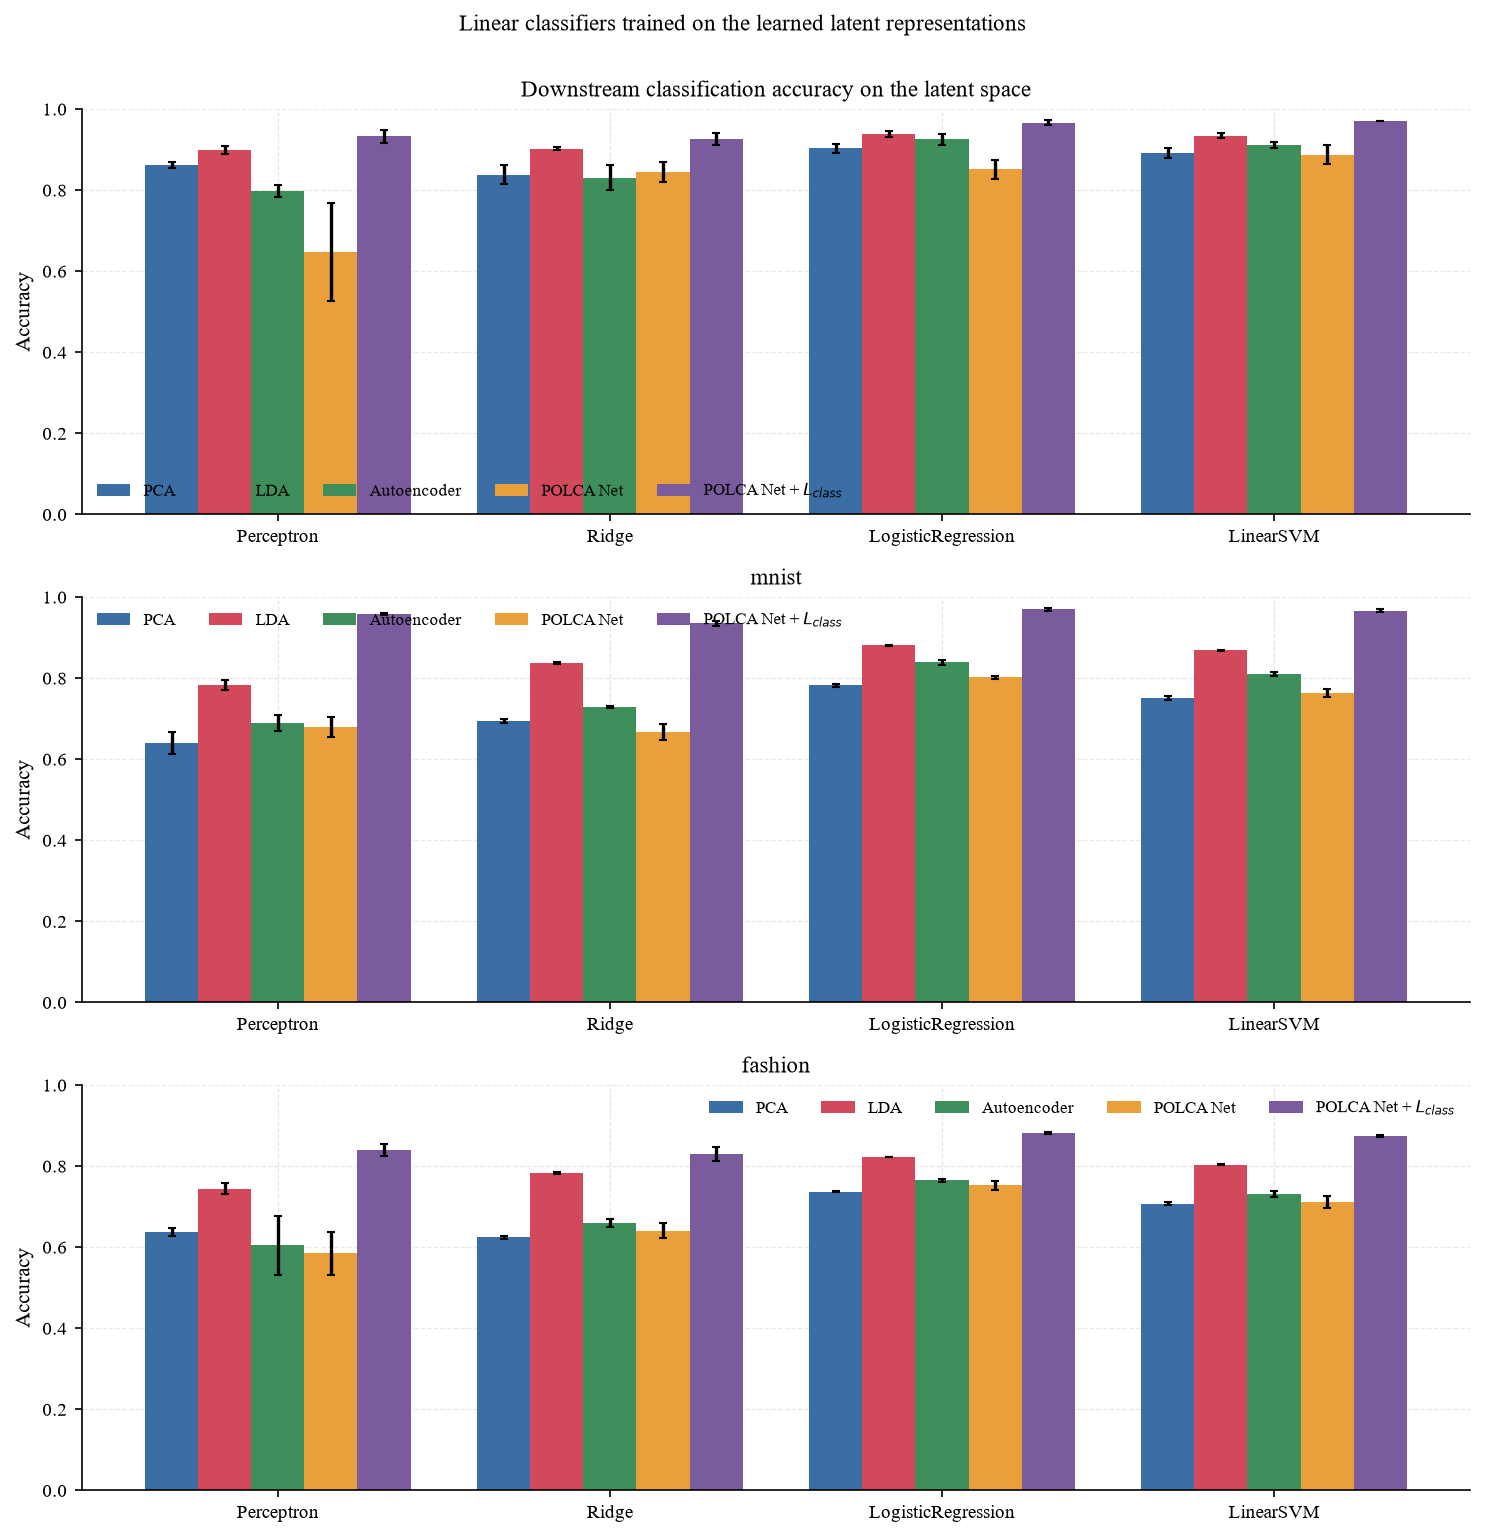 Linear classifiers trained on the learned latent representations
Downstream classification accuracy on the latent space
1.0
0.8
0.6
0.4
0.2
0.0
Accuracy
PCA LDA Autoencoder POLCA Net POLCA Net + L_class
Perceptron Ridge LogisticRegression LinearSVM
mnist
1.0
0.8
0.6
0.4
0.2
0.0
Accuracy
PCA LDA Autoencoder POLCA Net POLCA Net + L_class
Perceptron Ridge LogisticRegression LinearSVM
fashion
1.0
0.8
0.6
0.4
0.2
0.0
Accuracy
PCA LDA Autoencoder POLCA Net POLCA Net + L_class
Perceptron Ridge LogisticRegression LinearSVM